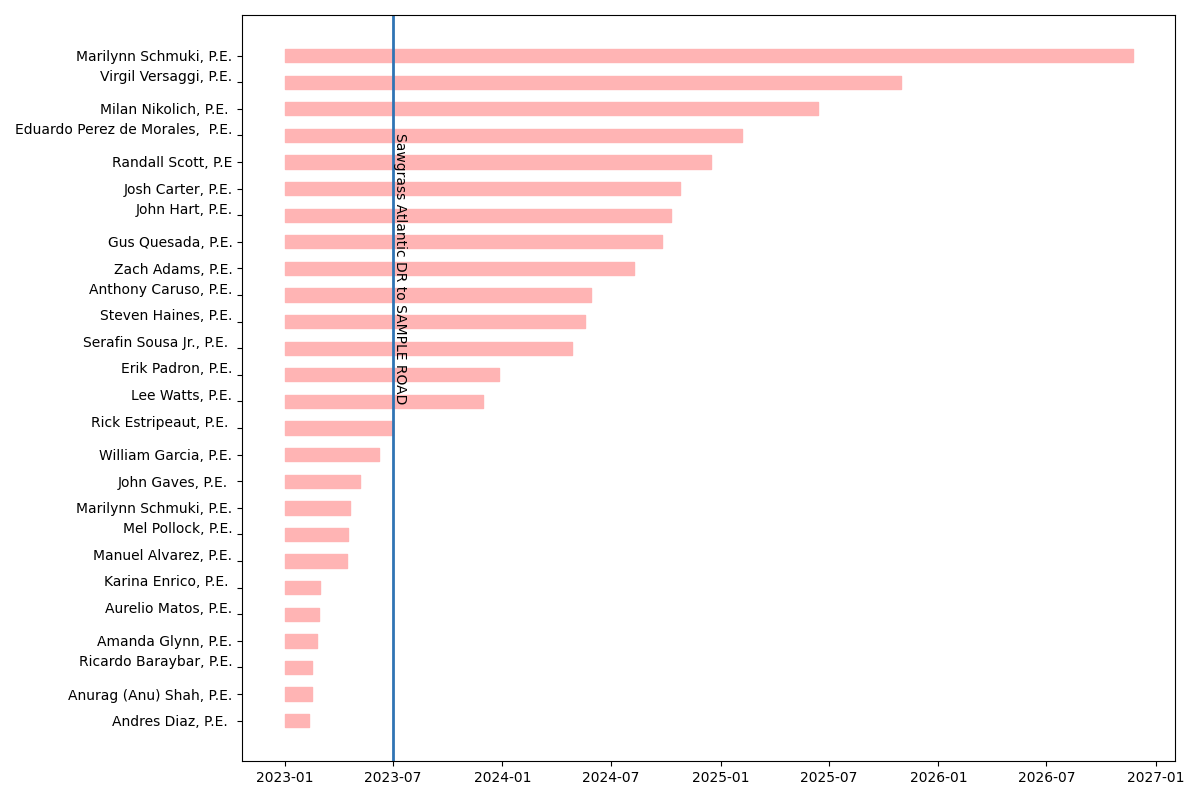 Marilynn Schmuki, P.E.
Virgil Versaggi, P.E.
Milan Nikolich, P.E.
Eduardo Perez de Morales,  P.E.
Randall Scott, P.E
Josh Carter, P.E.
John Hart, P.E.
Gus Quesada, P.E.
Zach Adams, P.E.
Anthony Caruso, P.E.
Steven Haines, P.E.
Serafin Sousa Jr., P.E.
Erik Padron, P.E.
Lee Watts, P.E.
Rick Estripeaut, P.E.
William Garcia, P.E.
John Gaves, P.E.
Marilynn Schmuki, P.E.
Mel Pollock, P.E.
Manuel Alvarez, P.E.
Karina Enrico, P.E.
Aurelio Matos, P.E.
Amanda Glynn, P.E.
Ricardo Baraybar, P.E.
Anurag (Anu) Shah, P.E.
Andres Diaz, P.E.
Sawgrass Atlantic DR to SAMPLE ROAD
2023-01 2023-07 2024-01 2024-07 2025-01 2025-07 2026-01 2026-07 2027-01